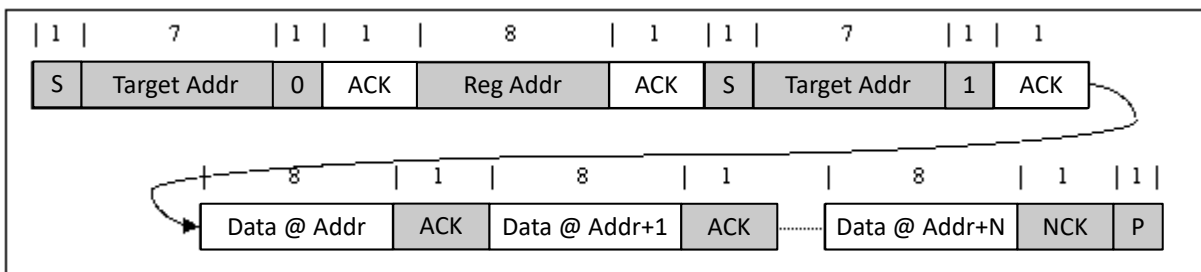 | 1 | 7 | 1 | 1 | 8 | 1 | 1 | 7 | 1 | 1
S Target Addr 0 ACK Reg Addr ACK S Target Addr 1 ACK
| 8 | 1 | 8 | 1 | 8 | 1 | 1 |
Data @ Addr ACK Data @ Addr+1 ACK Data @ Addr+N NCK P